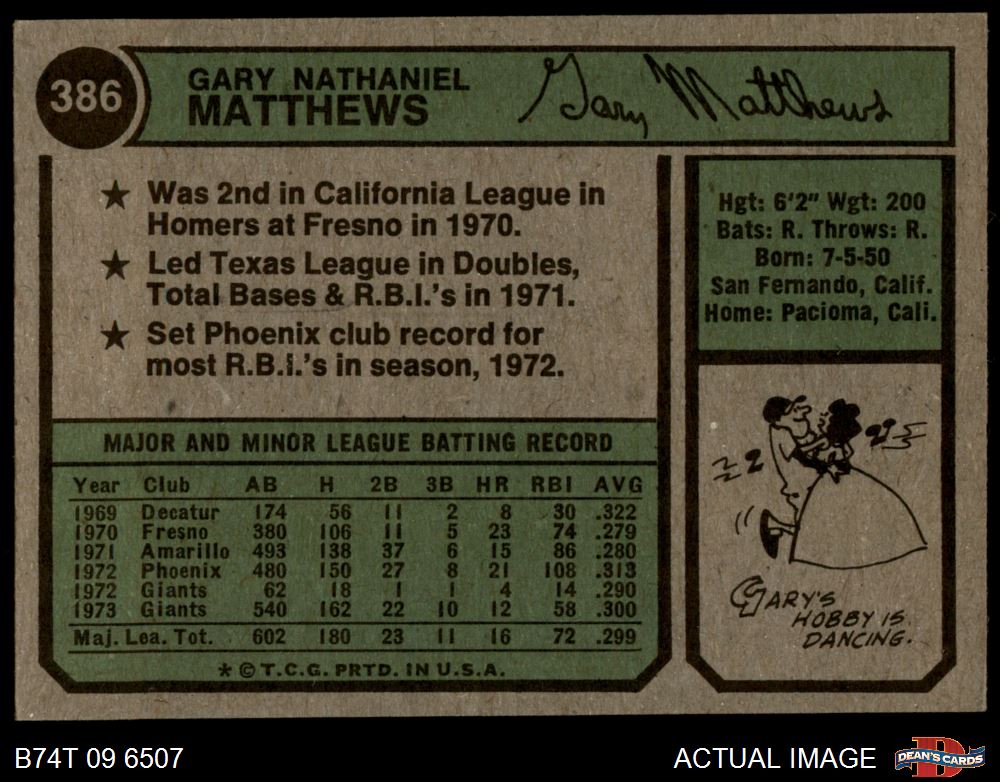 386
GARY NATHANIEL
MATTHEWS
Gary Matthews
★ Was 2nd in California League in
Homers at Fresno in 1970.
★ Led Texas League in Doubles,
Total Bases & R.B.I.'s in 1971.
★ Set Phoenix club record for
most R.B.I.'s in season, 1972.
Hgt: 6'2" Wgt: 200
Bats: R. Throws: R.
Born: 7-5-50
San Fernando, Calif.
Home: Pacioma, Cali.
MAJOR AND MINOR LEAGUE BATTING RECORD
Year Club AB H 2B 3B HR RBI AVG
1969 Decatur 174 56 11 2 8 30 .322
1970 Fresno 380 106 11 5 23 74 .279
1971 Amarillo 493 138 37 6 15 86 .280
1972 Phoenix 480 150 27 8 21 108 .313
1972 Giants 62 18 1 1 4 14 .290
1973 Giants 540 162 22 10 12 58 .300
Maj. Lea. Tot. 602 180 23 11 16 72 .299
* © T.C.G. PRTD. IN U.S.A.
GARY'S
HOBBY IS
DANCING.
B74T 09 6507
ACTUAL IMAGE
D
DEAN'S CARDS